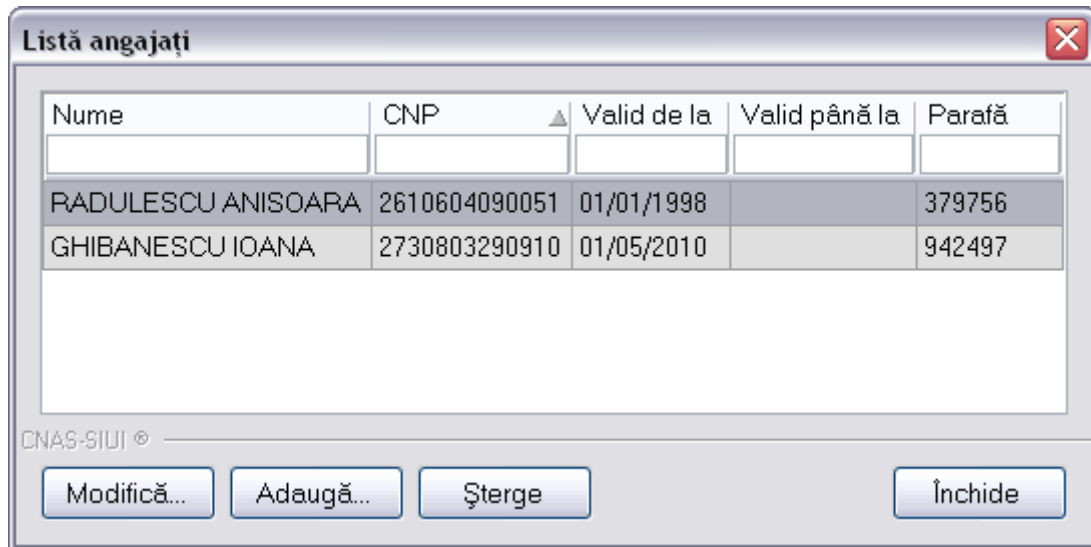 Listă angajați
Nume CNP Valid de la Valid până la Parafă
RADULESCU ANISOARA 2610604090051 01/01/1998 379756
GHIBANESCU IOANA 2730803290910 01/05/2010 942497
CNAS-SIUI ®
Modifică... Adaugă... Şterge Închide